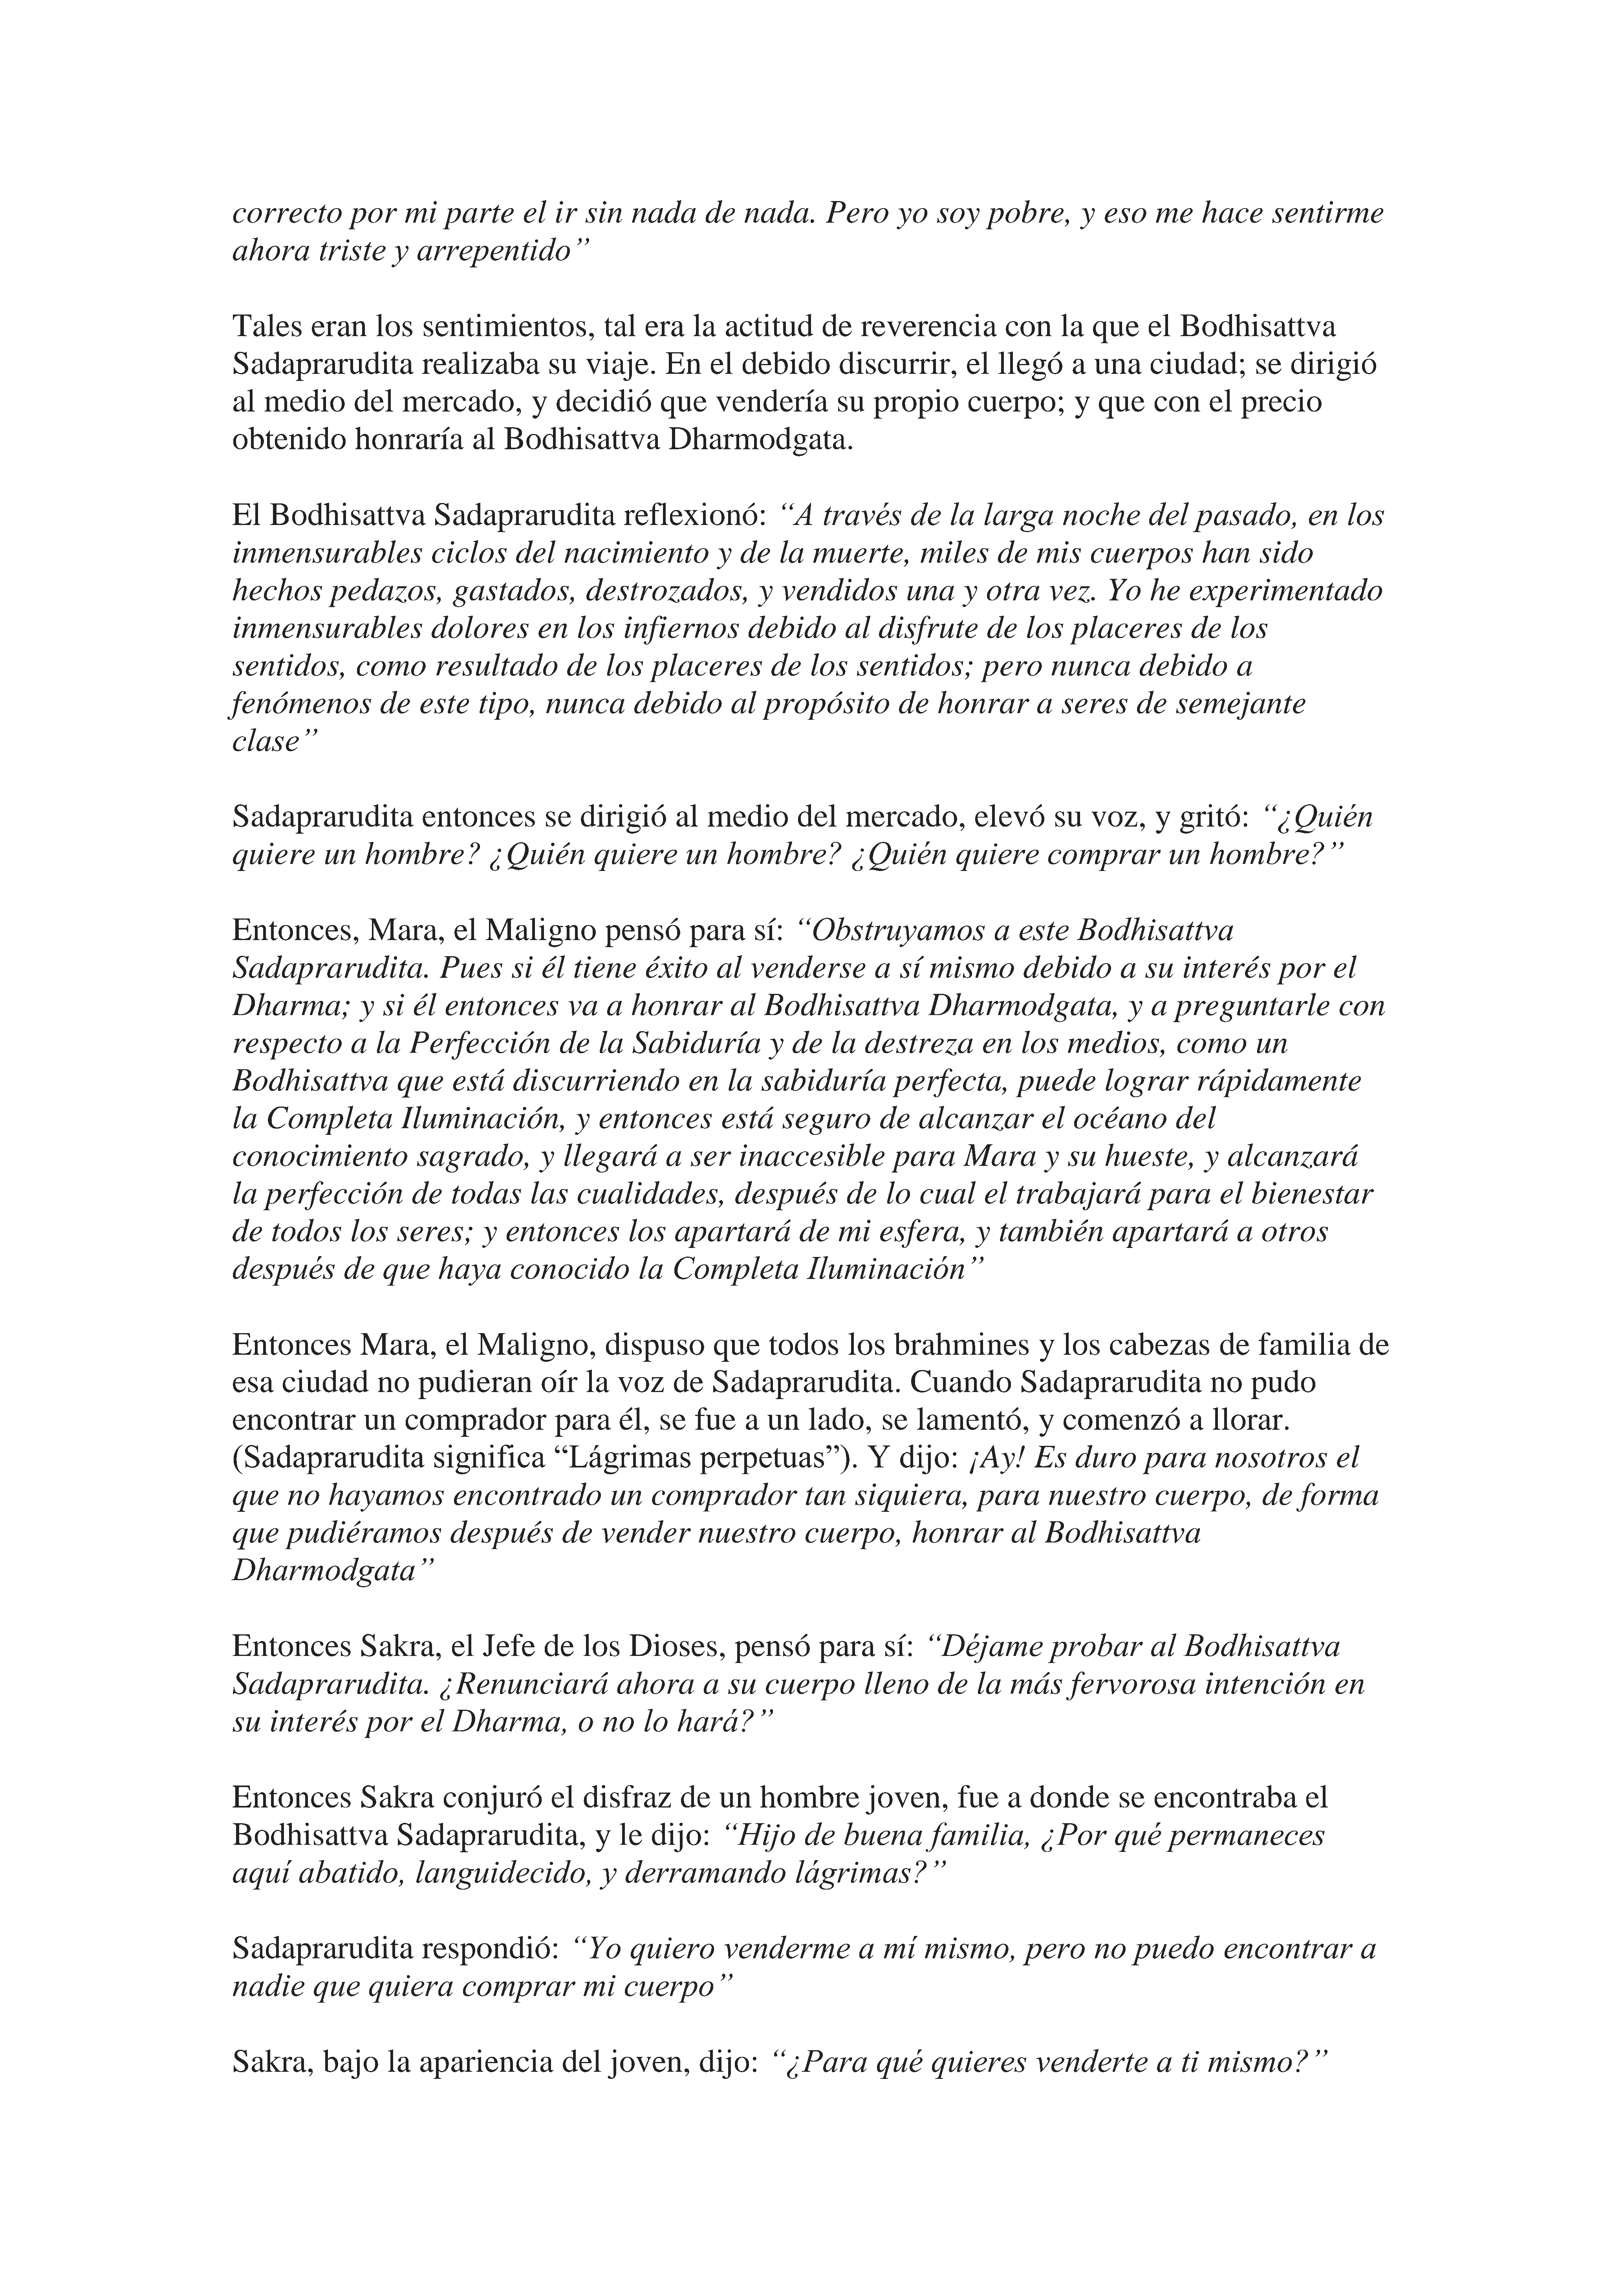 correcto por mi parte el ir sin nada de nada. Pero yo soy pobre, y eso me hace sentirme
ahora triste y arrepentido”
Tales eran los sentimientos, tal era la actitud de reverencia con la que el Bodhisattva
Sadaprarudita realizaba su viaje. En el debido discurrir, el llegó a una ciudad; se dirigió
al medio del mercado, y decidió que vendería su propio cuerpo; y que con el precio
obtenido honraría al Bodhisattva Dharmodgata.
El Bodhisattva Sadaprarudita reflexionó: “A través de la larga noche del pasado, en los
inmensurables ciclos del nacimiento y de la muerte, miles de mis cuerpos han sido
hechos pedazos, gastados, destrozados, y vendidos una y otra vez. Yo he experimentado
inmensurables dolores en los infiernos debido al disfrute de los placeres de los
sentidos, como resultado de los placeres de los sentidos; pero nunca debido a
fenómenos de este tipo, nunca debido al propósito de honrar a seres de semejante
clase”
Sadaprarudita entonces se dirigió al medio del mercado, elevó su voz, y gritó: “¿Quién
quiere un hombre? ¿Quién quiere un hombre? ¿Quién quiere comprar un hombre?”
Entonces, Mara, el Maligno pensó para sí: “Obstruyamos a este Bodhisattva
Sadaprarudita. Pues si él tiene éxito al venderse a sí mismo debido a su interés por el
Dharma; y si él entonces va a honrar al Bodhisattva Dharmodgata, y a preguntarle con
respecto a la Perfección de la Sabiduría y de la destreza en los medios, como un
Bodhisattva que está discurriendo en la sabiduría perfecta, puede lograr rápidamente
la Completa Iluminación, y entonces está seguro de alcanzar el océano del
conocimiento sagrado, y llegará a ser inaccesible para Mara y su hueste, y alcanzará
la perfección de todas las cualidades, después de lo cual el trabajará para el bienestar
de todos los seres; y entonces los apartará de mi esfera, y también apartará a otros
después de que haya conocido la Completa Iluminación”
Entonces Mara, el Maligno, dispuso que todos los brahmines y los cabezas de familia de
esa ciudad no pudieran oír la voz de Sadaprarudita. Cuando Sadaprarudita no pudo
encontrar un comprador para él, se fue a un lado, se lamentó, y comenzó a llorar.
(Sadaprarudita significa “Lágrimas perpetuas”). Y dijo: ¡Ay! Es duro para nosotros el
que no hayamos encontrado un comprador tan siquiera, para nuestro cuerpo, de forma
que pudiéramos después de vender nuestro cuerpo, honrar al Bodhisattva
Dharmodgata”
Entonces Sakra, el Jefe de los Dioses, pensó para sí: “Déjame probar al Bodhisattva
Sadaprarudita. ¿Renunciará ahora a su cuerpo lleno de la más fervorosa intención en
su interés por el Dharma, o no lo hará?”
Entonces Sakra conjuró el disfraz de un hombre joven, fue a donde se encontraba el
Bodhisattva Sadaprarudita, y le dijo: “Hijo de buena familia, ¿Por qué permaneces
aquí abatido, languidecido, y derramando lágrimas?”
Sadaprarudita respondió: “Yo quiero venderme a mí mismo, pero no puedo encontrar a
nadie que quiera comprar mi cuerpo”
Sakra, bajo la apariencia del joven, dijo: “¿Para qué quieres venderte a ti mismo?”